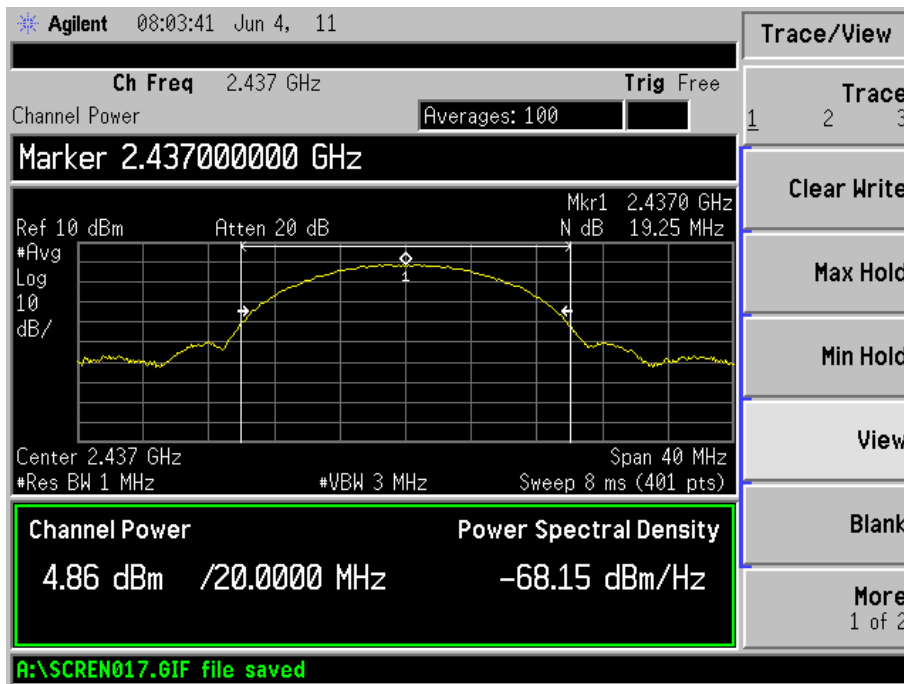 Agilent 08:03:41 Jun 4, 11
Trace/View
Ch Freq 2.437 GHz Trig Free
Channel Power Averages: 100
Trace
1 2 3
Marker 2.437000000 GHz
Clear Write
Mkr1 2.4370 GHz
Ref 10 dBm Atten 20 dB N dB 19.25 MHz
#Avg
Log
10
dB/
1
Max Hold
Min Hold
View
Center 2.437 GHz Span 40 MHz
#Res BW 1 MHz #VBW 3 MHz Sweep 8 ms (401 pts)
Channel Power Power Spectral Density
4.86 dBm /20.0000 MHz -68.15 dBm/Hz
Blank
More
1 of 2
A:\SCREN017.GIF file saved